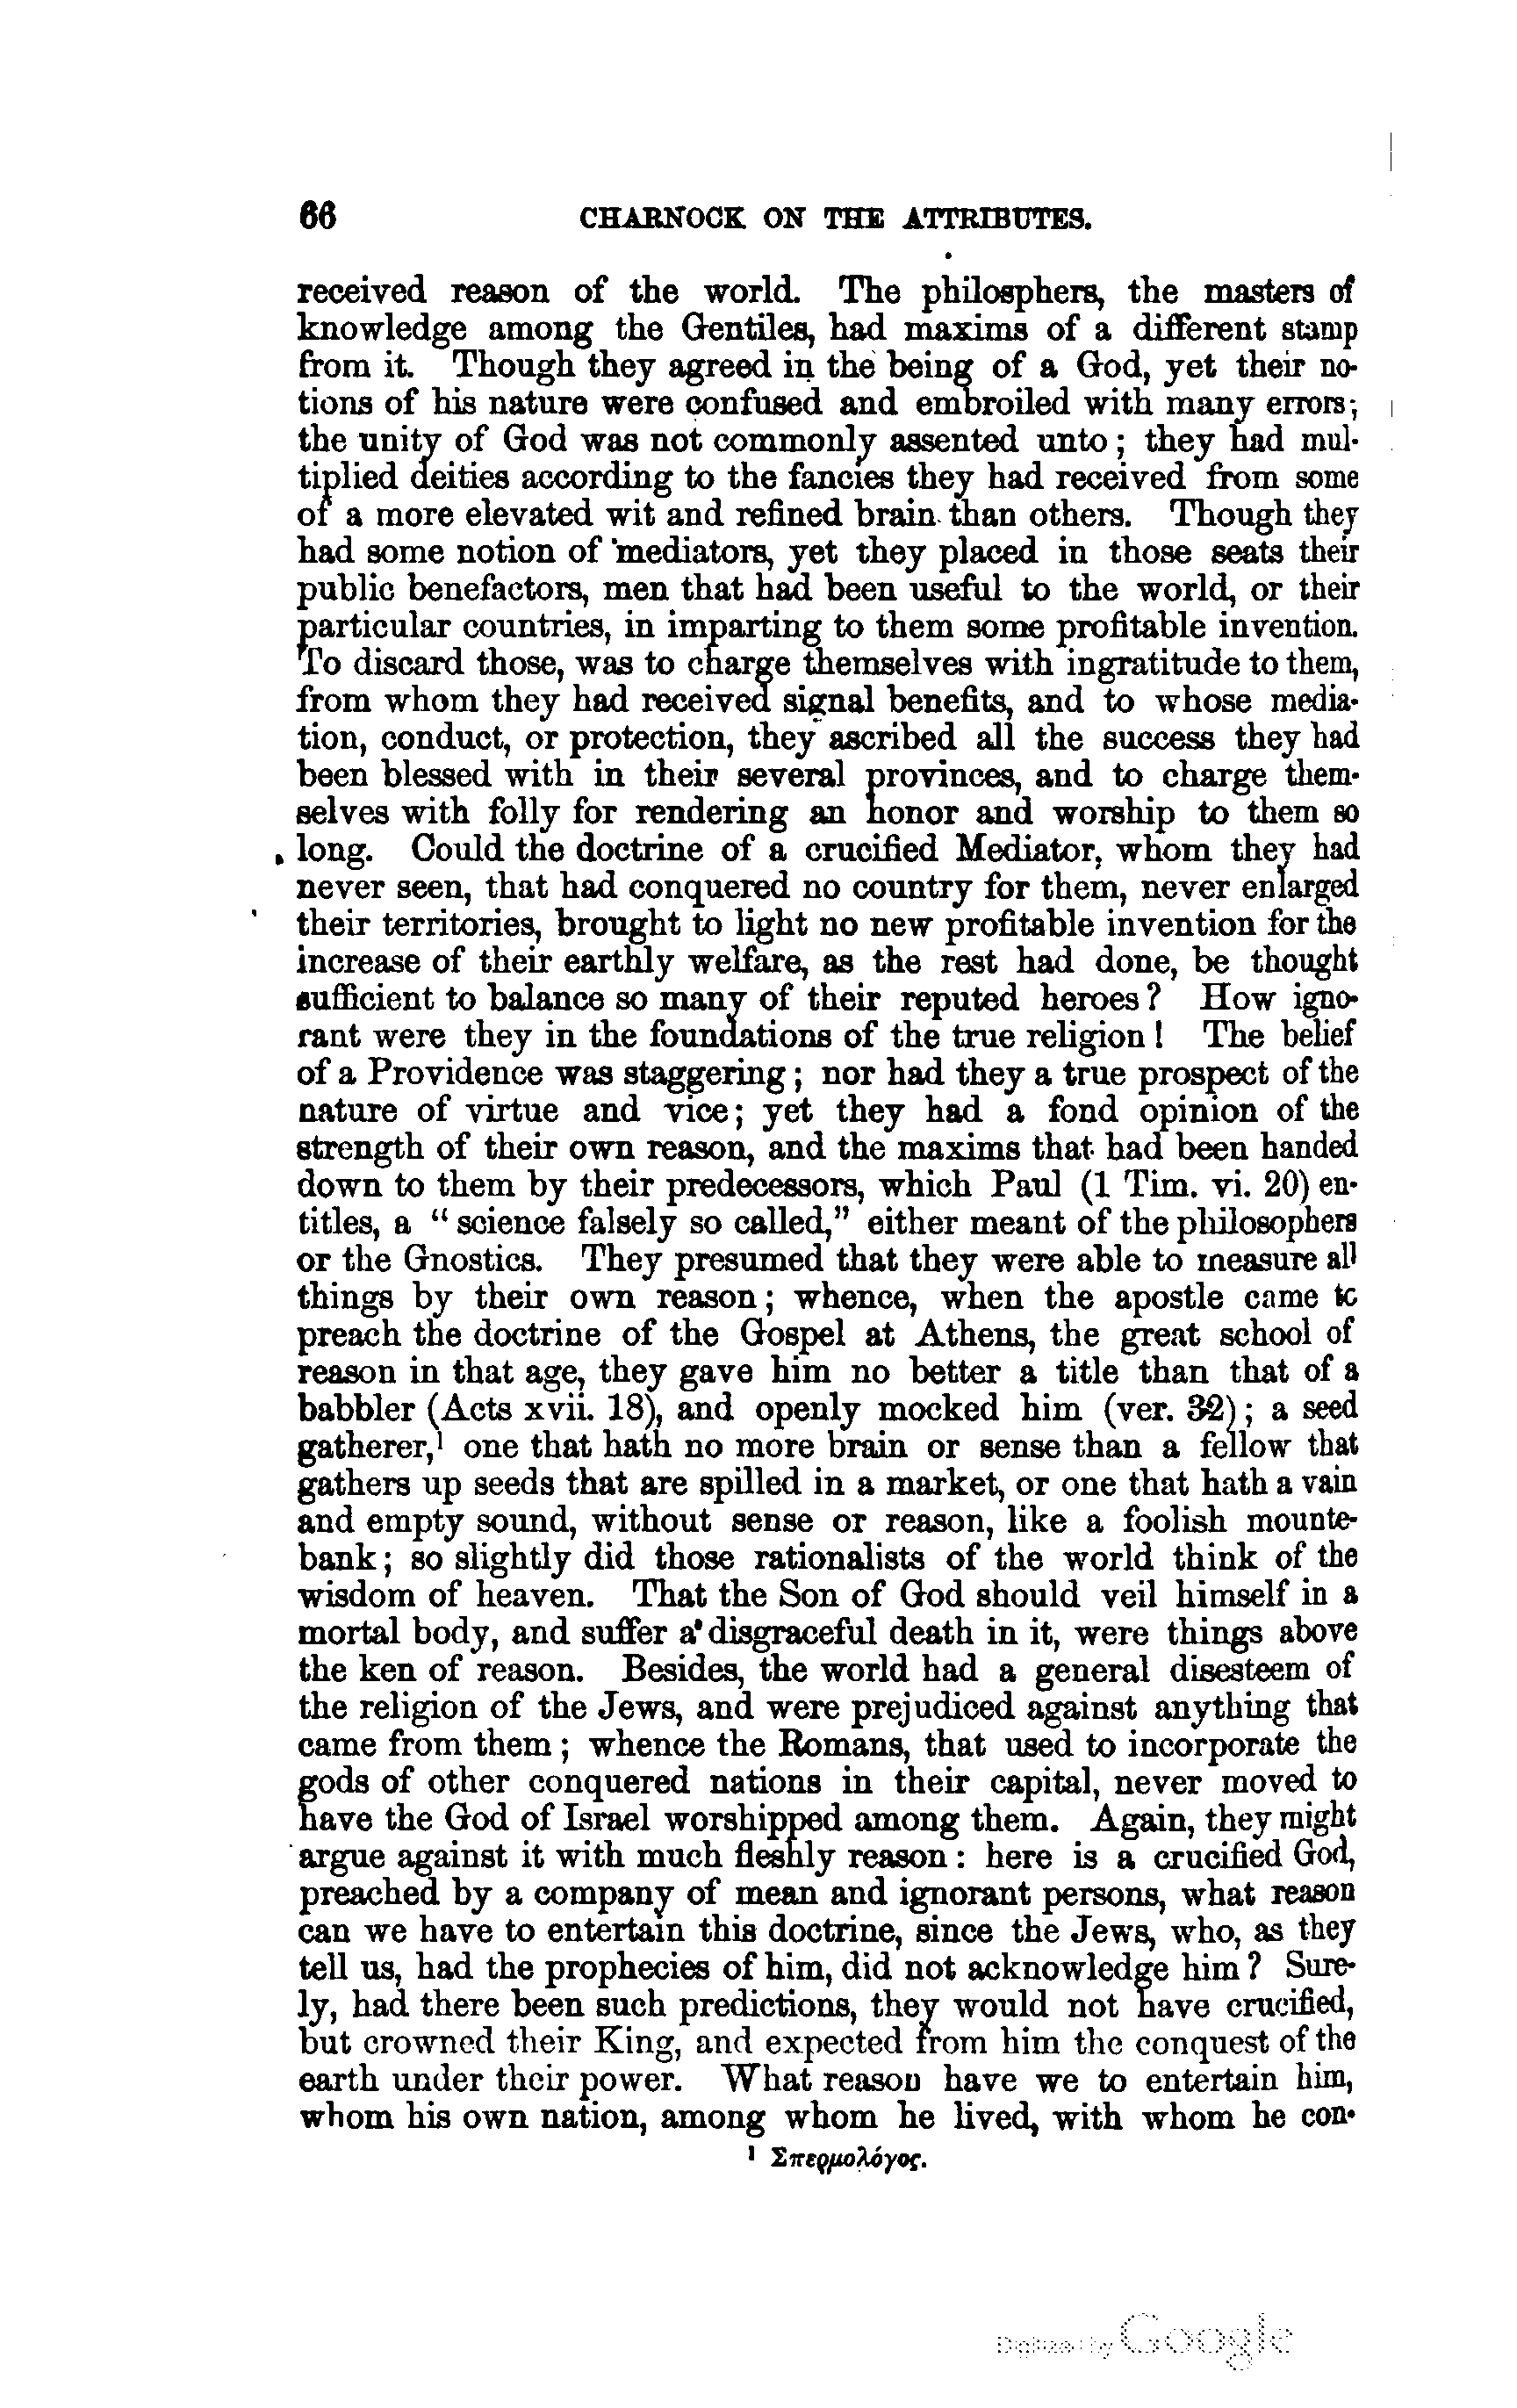 66 CHARNOCK ON THE ATTRIBUTES.
received reason of the world. The philosphers, the masters of
knowledge among the Gentiles, had maxims of a different stamp
from it. Though they agreed in the being of a God, yet their no-
tions of his nature were confused and embroiled with many errors;
the unity of God was not commonly assented unto; they had mul-
tiplied deities according to the fancies they had received from some
of a more elevated wit and refined brain than others. Though they
had some notion of mediators, yet they placed in those seats their
public benefactors, men that had been useful to the world, or their
particular countries, in imparting to them some profitable invention.
To discard those, was to charge themselves with ingratitude to them,
from whom they had received signal benefits, and to whose media-
tion, conduct, or protection, they ascribed all the success they had
been blessed with in their several provinces, and to charge them-
selves with folly for rendering an honor and worship to them so
long. Could the doctrine of a crucified Mediator, whom they had
never seen, that had conquered no country for them, never enlarged
their territories, brought to light no new profitable invention for the
increase of their earthly welfare, as the rest had done, be thought
sufficient to balance so many of their reputed heroes? How igno-
rant were they in the foundations of the true religion! The belief
of a Providence was staggering; nor had they a true prospect of the
nature of virtue and vice; yet they had a fond opinion of the
strength of their own reason, and the maxims that had been handed
down to them by their predecessors, which Paul (1 Tim. vi. 20) en-
titles, a "science falsely so called," either meant of the philosophers
or the Gnostics. They presumed that they were able to measure all
things by their own reason; whence, when the apostle came to
preach the doctrine of the Gospel at Athens, the great school of
reason in that age, they gave him no better a title than that of a
babbler (Acts xvii. 18), and openly mocked him (ver. 32); a seed
gatherer,¹ one that hath no more brain or sense than a fellow that
gathers up seeds that are spilled in a market, or one that hath a vain
and empty sound, without sense or reason, like a foolish mounte-
bank; so slightly did those rationalists of the world think of the
wisdom of heaven. That the Son of God should veil himself in a
mortal body, and suffer a disgraceful death in it, were things above
the ken of reason. Besides, the world had a general disesteem of
the religion of the Jews, and were prejudiced against anything that
came from them; whence the Romans, that used to incorporate the
gods of other conquered nations in their capital, never moved to
have the God of Israel worshipped among them. Again, they might
argue against it with much fleshly reason: here is a crucified God,
preached by a company of mean and ignorant persons, what reason
can we have to entertain this doctrine, since the Jews, who, as they
tell us, had the prophecies of him, did not acknowledge him? Sure-
ly, had there been such predictions, they would not have crucified,
but crowned their King, and expected from him the conquest of the
earth under their power. What reason have we to entertain him,
whom his own nation, among whom he lived, with whom he con-
¹ Σπερμολόγος.
Digitized by Google